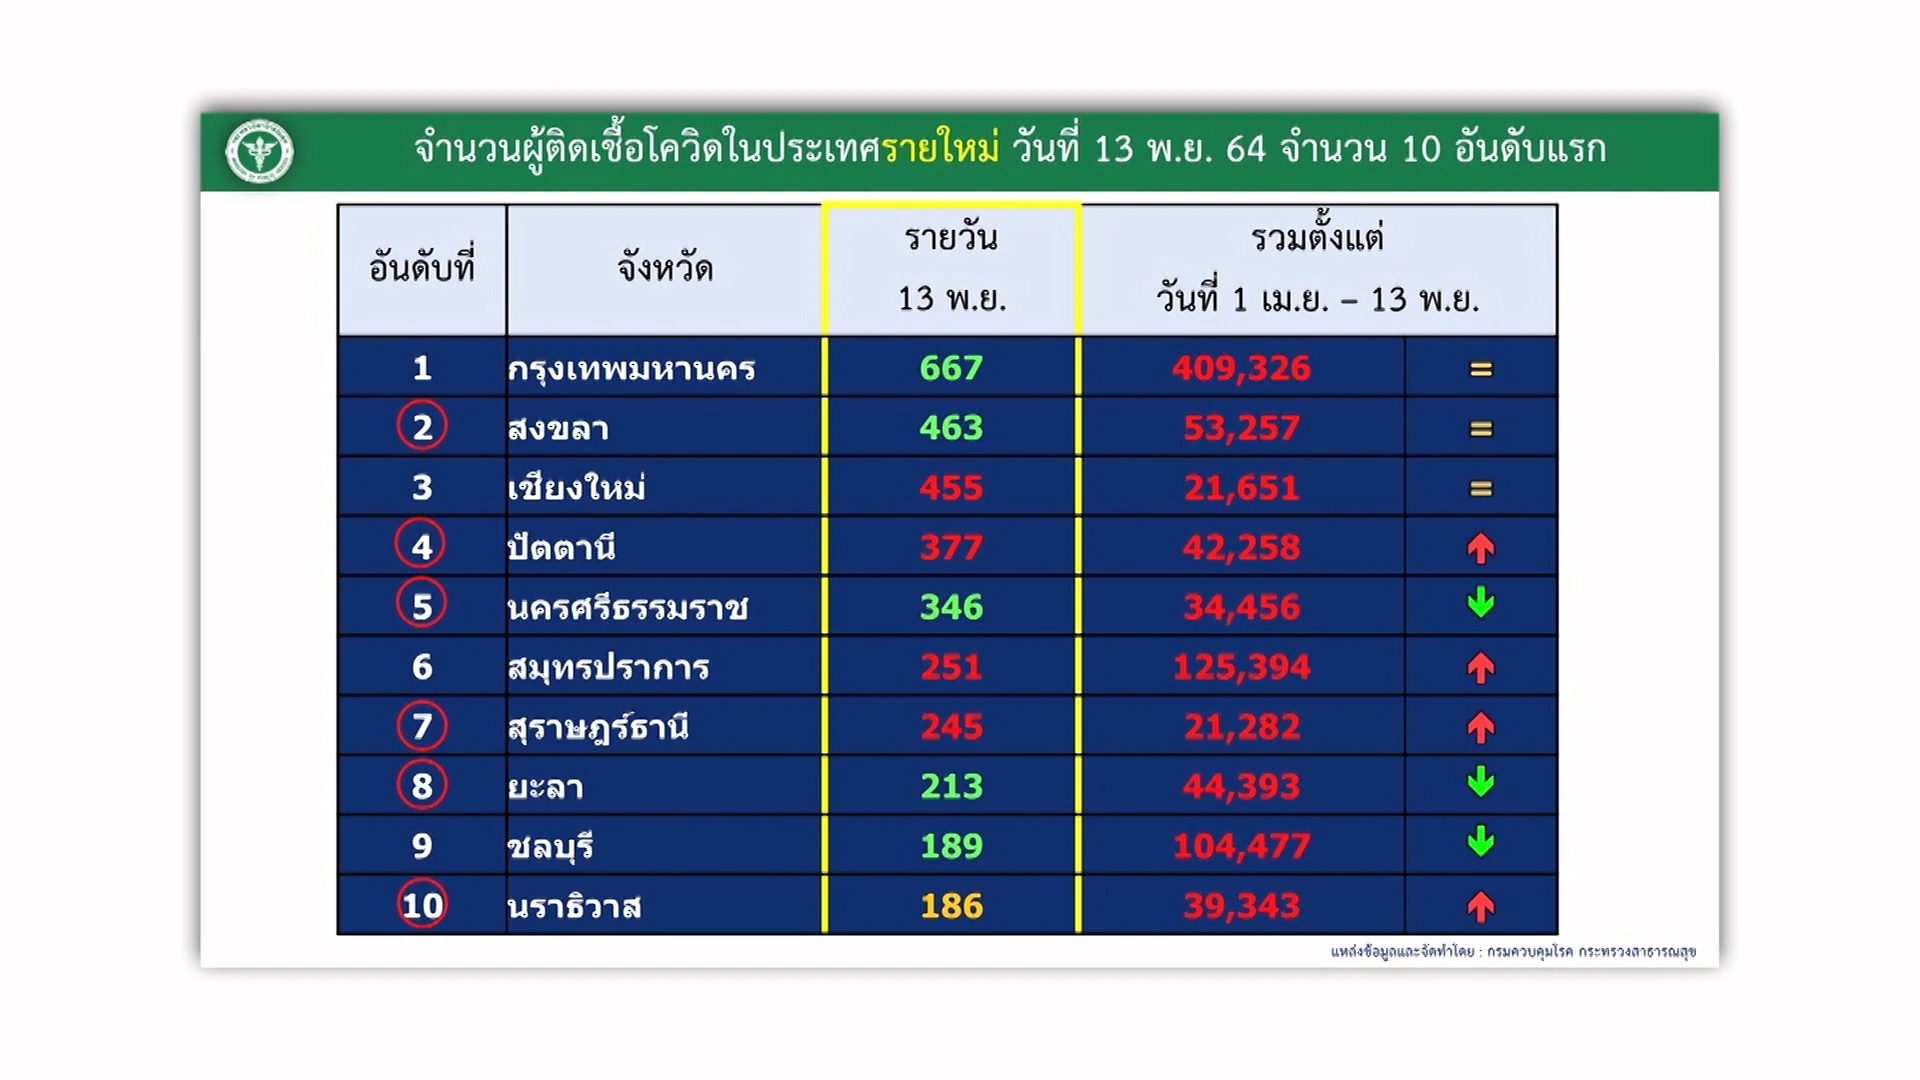 จำนวนผู้ติดเชื้อโควิดในประเทศรายใหม่ วันที่ 13 พ.ย. 64 จำนวน 10 อันดับแรก
อันดับที่ จังหวัด รายวัน 13 พ.ย. รวมตั้งแต่ วันที่ 1 เม.ย. – 13 พ.ย.
1 กรุงเทพมหานคร 667 409,326 =
2 สงขลา 463 53,257 =
3 เชียงใหม่ 455 21,651 =
4 ปัตตานี 377 42,258
5 นครศรีธรรมราช 346 34,456
6 สมุทรปราการ 251 125,394
7 สุราษฎร์ธานี 245 21,282
8 ยะลา 213 44,393
9 ชลบุรี 189 104,477
10 นราธิวาส 186 39,343
แหล่งข้อมูลและจัดทำโดย : กรมควบคุมโรค กระทรวงสาธารณสุข